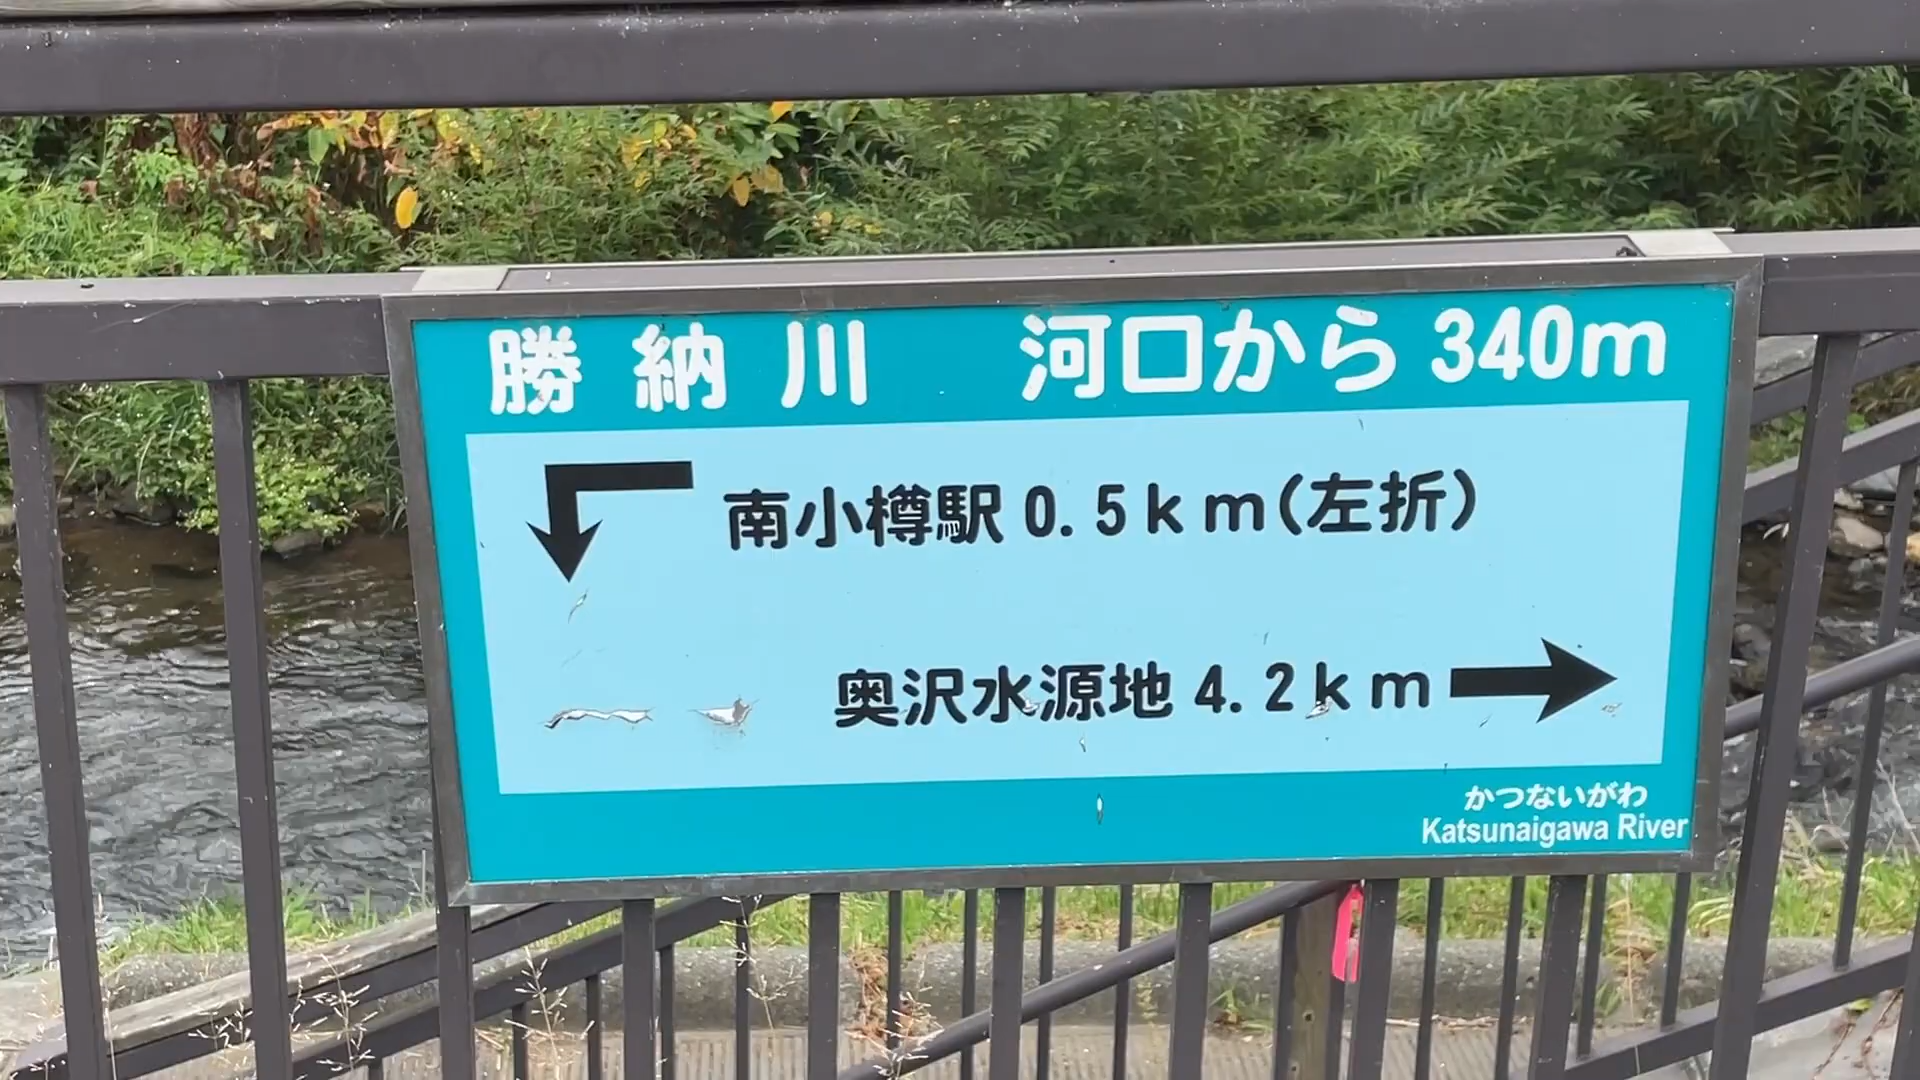 勝納川　河口から340m
南小樽駅0.5km(左折)
奥沢水源地4.2km
かつないがわ
Katsunaigawa River